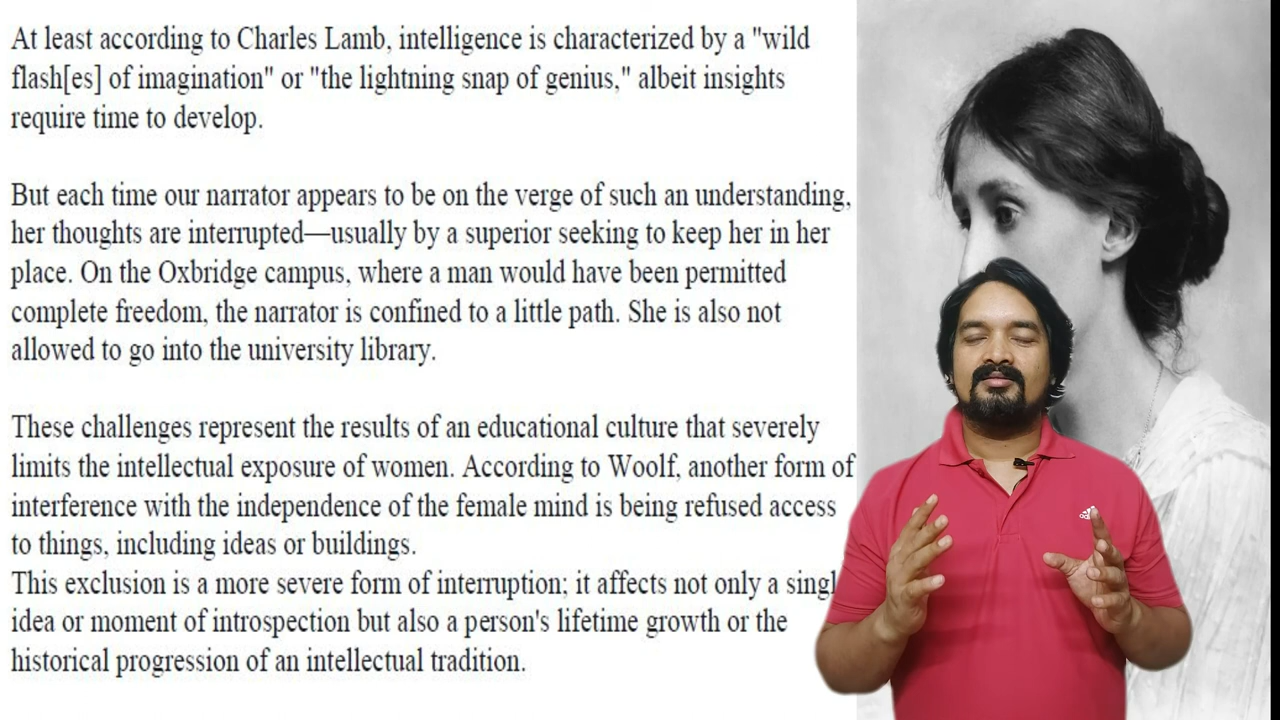 At least according to Charles Lamb, intelligence is characterized by a "wild
flash[es] of imagination" or "the lightning snap of genius," albeit insights
require time to develop.
But each time our narrator appears to be on the verge of such an understanding,
her thoughts are interrupted—usually by a superior seeking to keep her in her
place. On the Oxbridge campus, where a man would have been permitted
complete freedom, the narrator is confined to a little path. She is also not
allowed to go into the university library.
These challenges represent the results of an educational culture that severely
limits the intellectual exposure of women. According to Woolf, another form of
interference with the independence of the female mind is being refused access
to things, including ideas or buildings.
This exclusion is a more severe form of interruption; it affects not only a singl
idea or moment of introspection but also a person's lifetime growth or the
historical progression of an intellectual tradition.